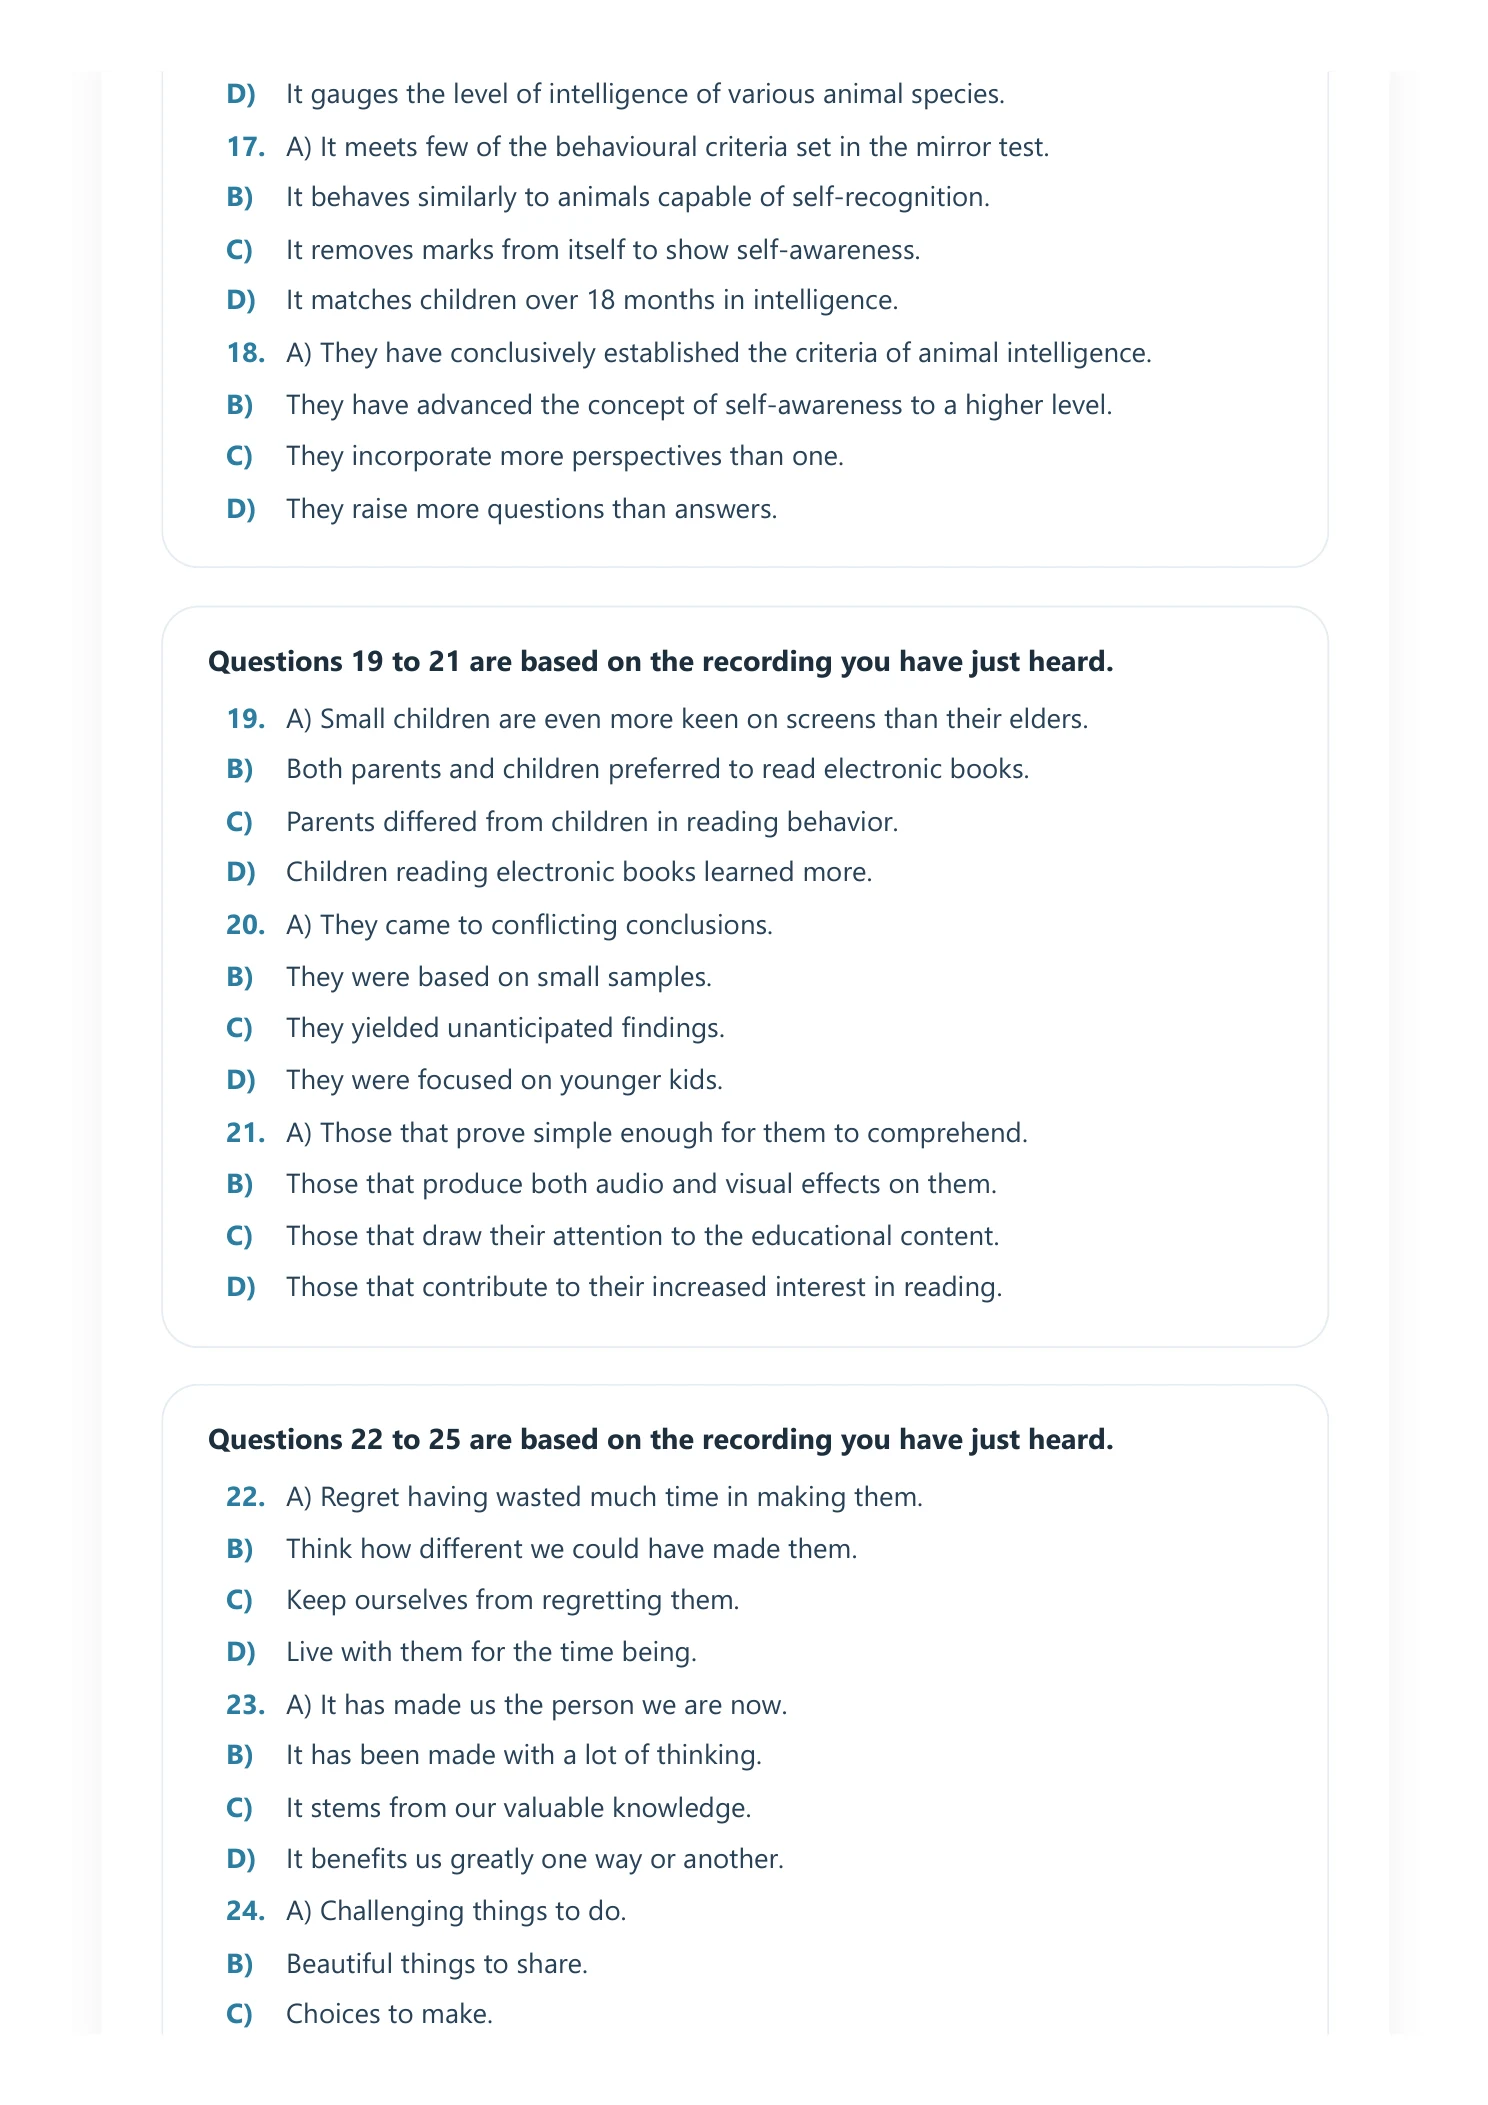 D) It gauges the level of intelligence of various animal species.
17. A) It meets few of the behavioural criteria set in the mirror test.
B) It behaves similarly to animals capable of self-recognition.
C) It removes marks from itself to show self-awareness.
D) It matches children over 18 months in intelligence.
18. A) They have conclusively established the criteria of animal intelligence.
B) They have advanced the concept of self-awareness to a higher level.
C) They incorporate more perspectives than one.
D) They raise more questions than answers.
Questions 19 to 21 are based on the recording you have just heard.
19. A) Small children are even more keen on screens than their elders.
B) Both parents and children preferred to read electronic books.
C) Parents differed from children in reading behavior.
D) Children reading electronic books learned more.
20. A) They came to conflicting conclusions.
B) They were based on small samples.
C) They yielded unanticipated findings.
D) They were focused on younger kids.
21. A) Those that prove simple enough for them to comprehend.
B) Those that produce both audio and visual effects on them.
C) Those that draw their attention to the educational content.
D) Those that contribute to their increased interest in reading.
Questions 22 to 25 are based on the recording you have just heard.
22. A) Regret having wasted much time in making them.
B) Think how different we could have made them.
C) Keep ourselves from regretting them.
D) Live with them for the time being.
23. A) It has made us the person we are now.
B) It has been made with a lot of thinking.
C) It stems from our valuable knowledge.
D) It benefits us greatly one way or another.
24. A) Challenging things to do.
B) Beautiful things to share.
C) Choices to make.